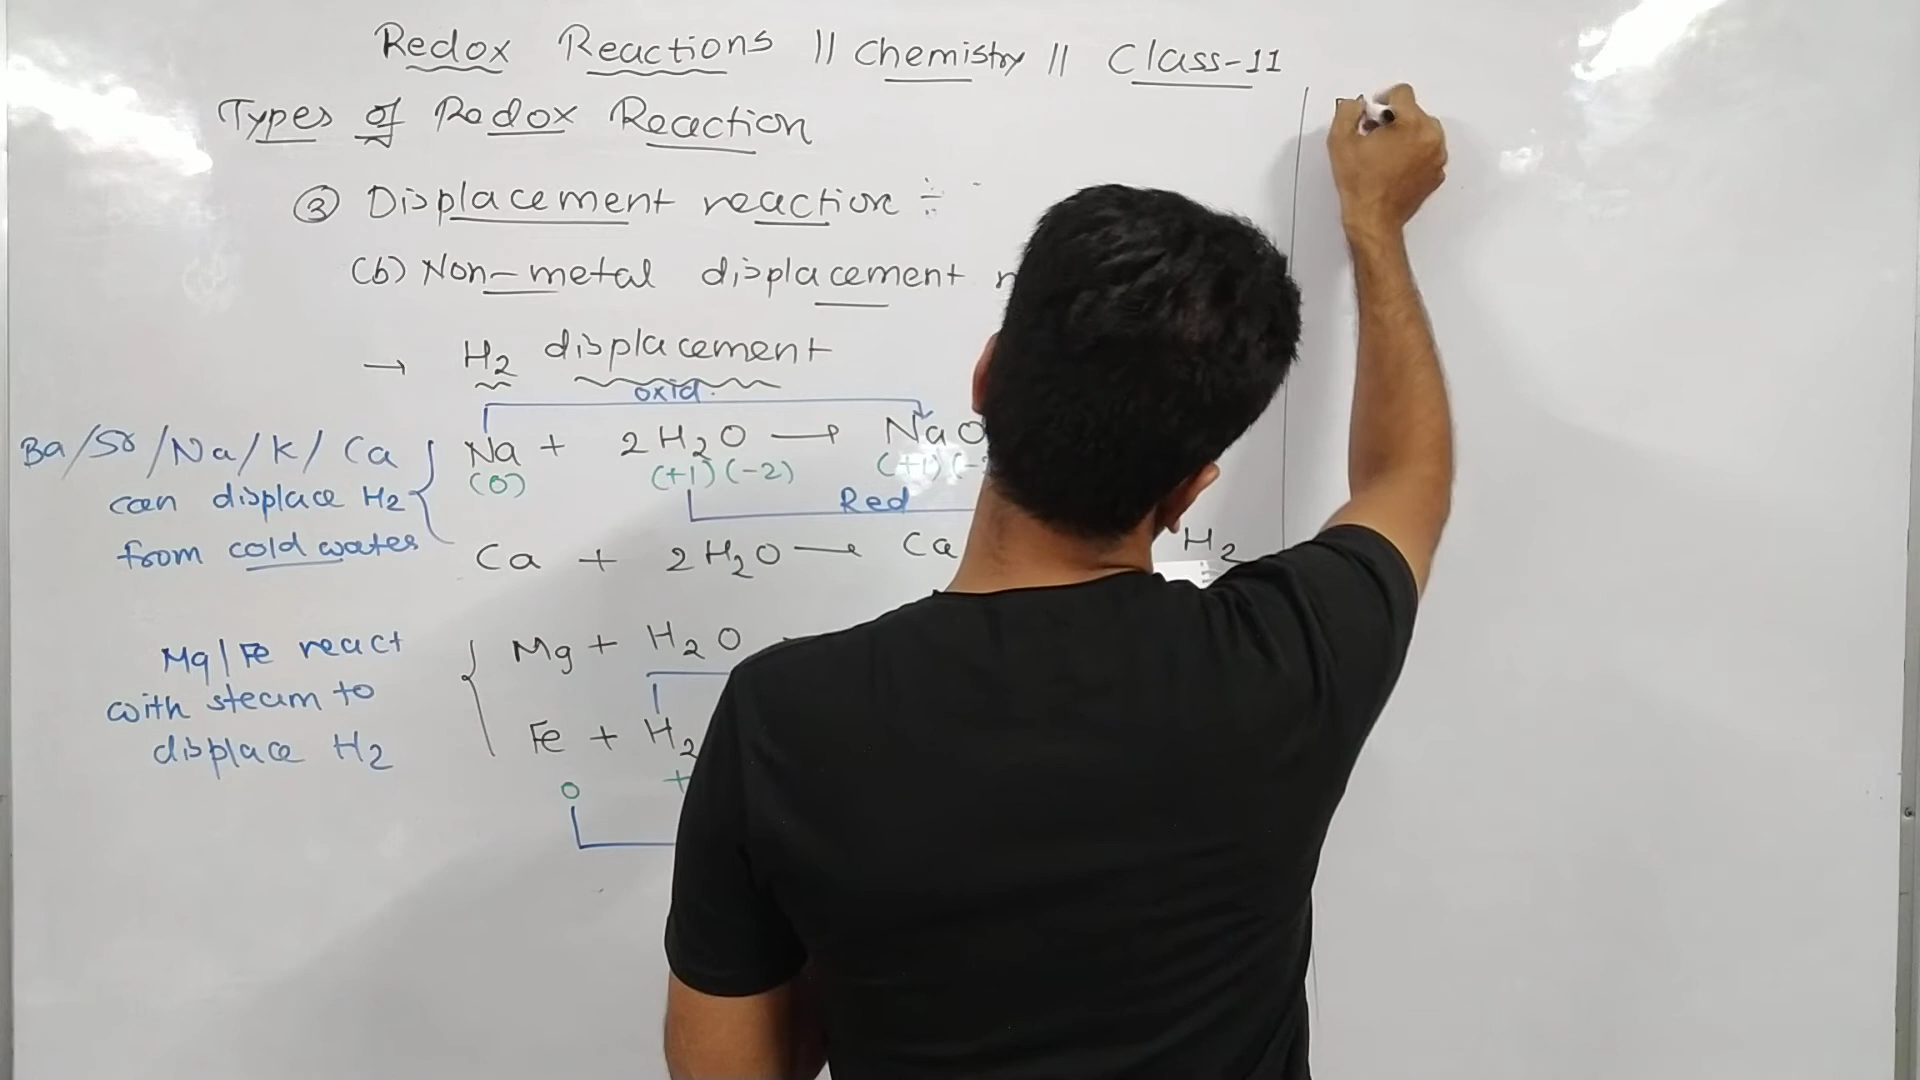 Redox Reactions || Chemistry || Class-11
Types of Redox Reaction
③ Displacement reaction ÷
(b) Non-metal displacement
→ H2 displacement
oxid.
Ba/Sr/Na/K/Ca
can displace H2
from cold water
Na + 2H2O → NaO
(0) (+1) (-2) (+1)
Red
Ca + 2H2O → Ca H2
Mg/Fe react
with steam to
displace H2
Mg + H2O
Fe + H2
0 +